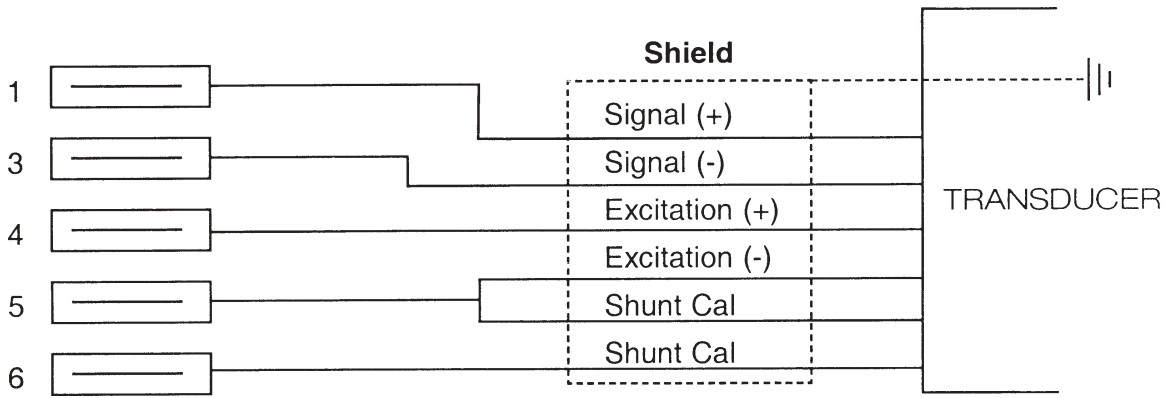 Shield
1
Signal (+)
3
Signal (-)
TRANSDUCER
4
Excitation (+)
Excitation (-)
5
Shunt Cal
Shunt Cal
6